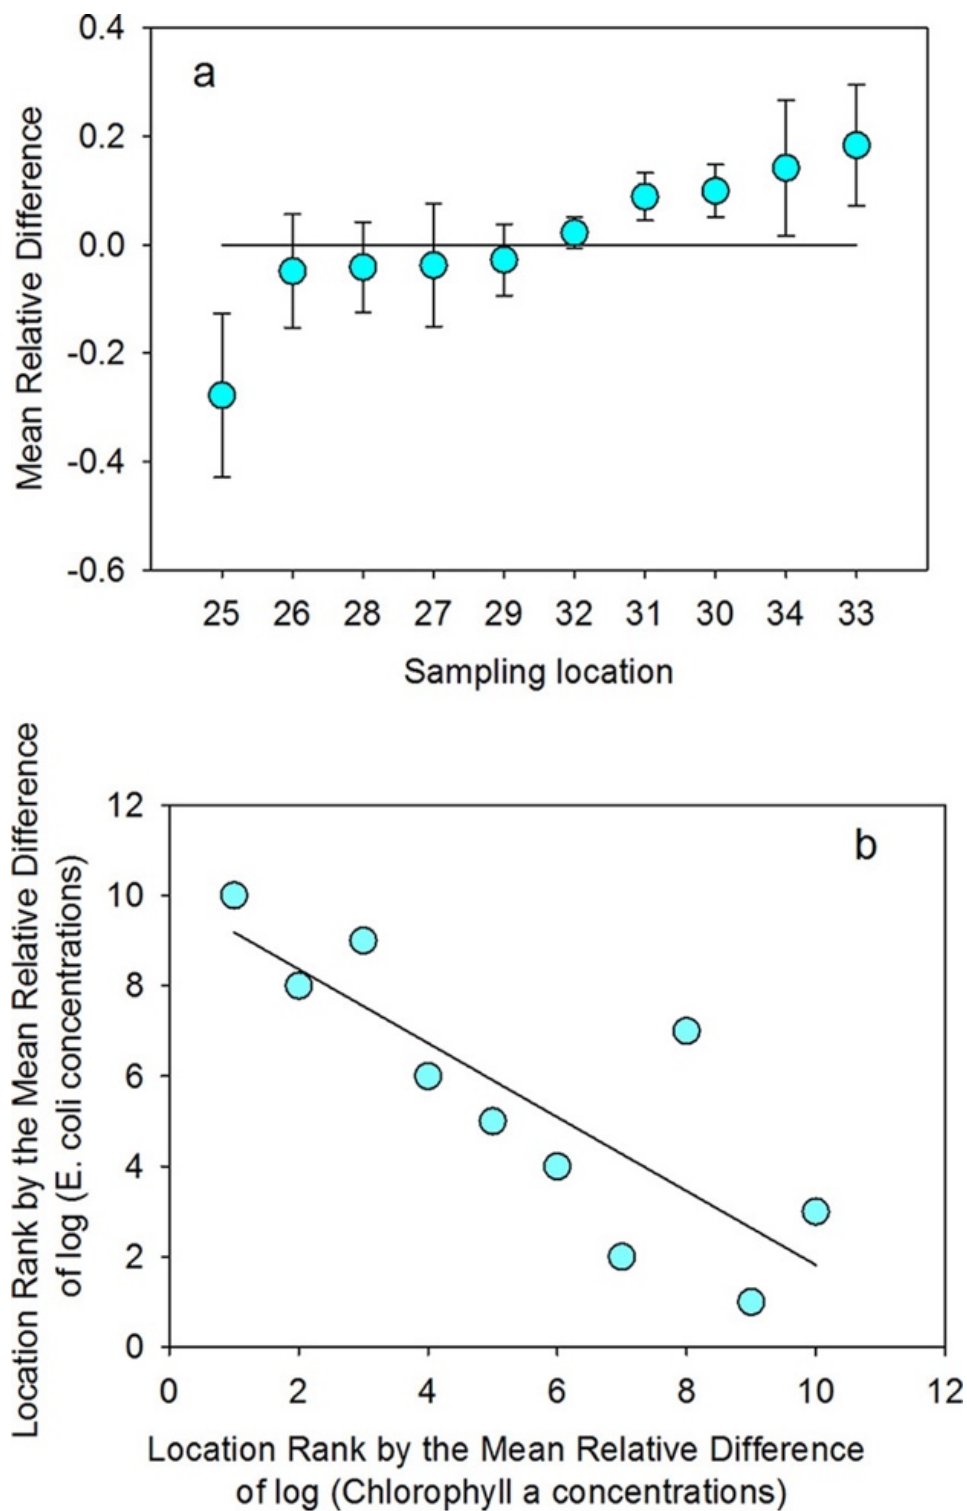 0.4
a
0.2
0.0
-0.2
-0.4
-0.6
Mean Relative Difference
25 26 28 27 29 32 31 30 34 33
Sampling location
12
b
10
8
6
4
2
0
Location Rank by the Mean Relative Difference
of log (E. coli concentrations)
0 2 4 6 8 10 12
Location Rank by the Mean Relative Difference
of log (Chlorophyll a concentrations)